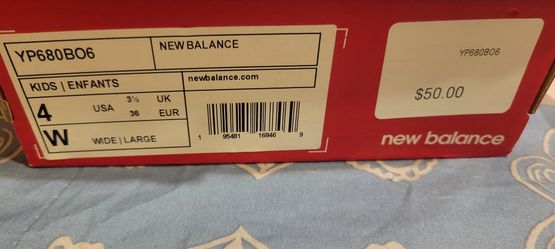 YP680BO6 NEW BALANCE
KIDS | ENFANTS newbalance.com
4 USA 3½ UK
36 EUR
W WIDE | LARGE
1 95481 16846 9
YP680BO6
$50.00
new balance